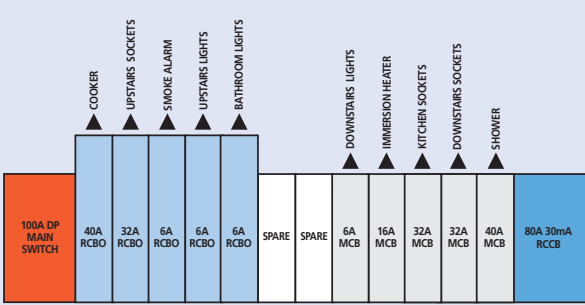 COOKER
UPSTAIRS SOCKETS
SMOKE ALARM
UPSTAIRS LIGHTS
BATHROOM LIGHTS
DOWNSTAIRS LIGHTS
IMMERSION HEATER
KITCHEN SOCKETS
DOWNSTAIRS SOCKETS
SHOWER
100A DP
MAIN
SWITCH
40A
RCBO
32A
RCBO
6A
RCBO
6A
RCBO
6A
RCBO
SPARE
SPARE
6A
MCB
16A
MCB
32A
MCB
32A
MCB
40A
MCB
80A 30mA
RCCB